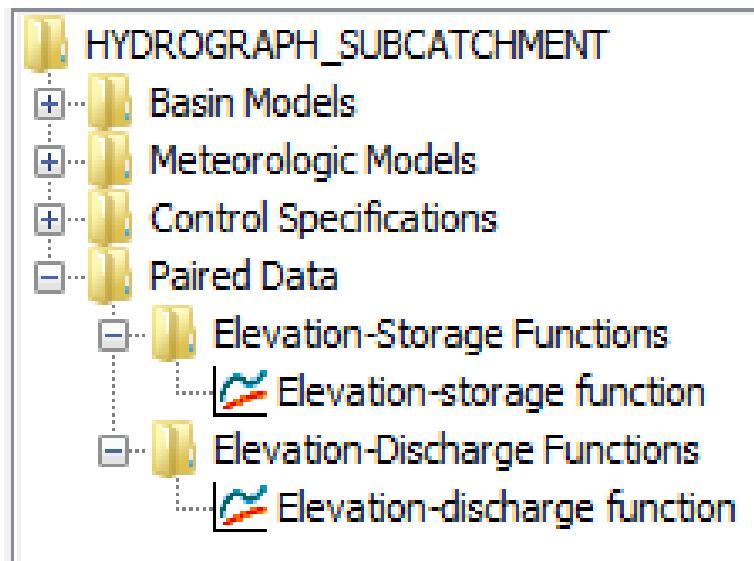 HYDROGRAPH_SUBCATCHMENT
Basin Models
Meteorologic Models
Control Specifications
Paired Data
Elevation-Storage Functions
Elevation-storage function
Elevation-Discharge Functions
Elevation-discharge function